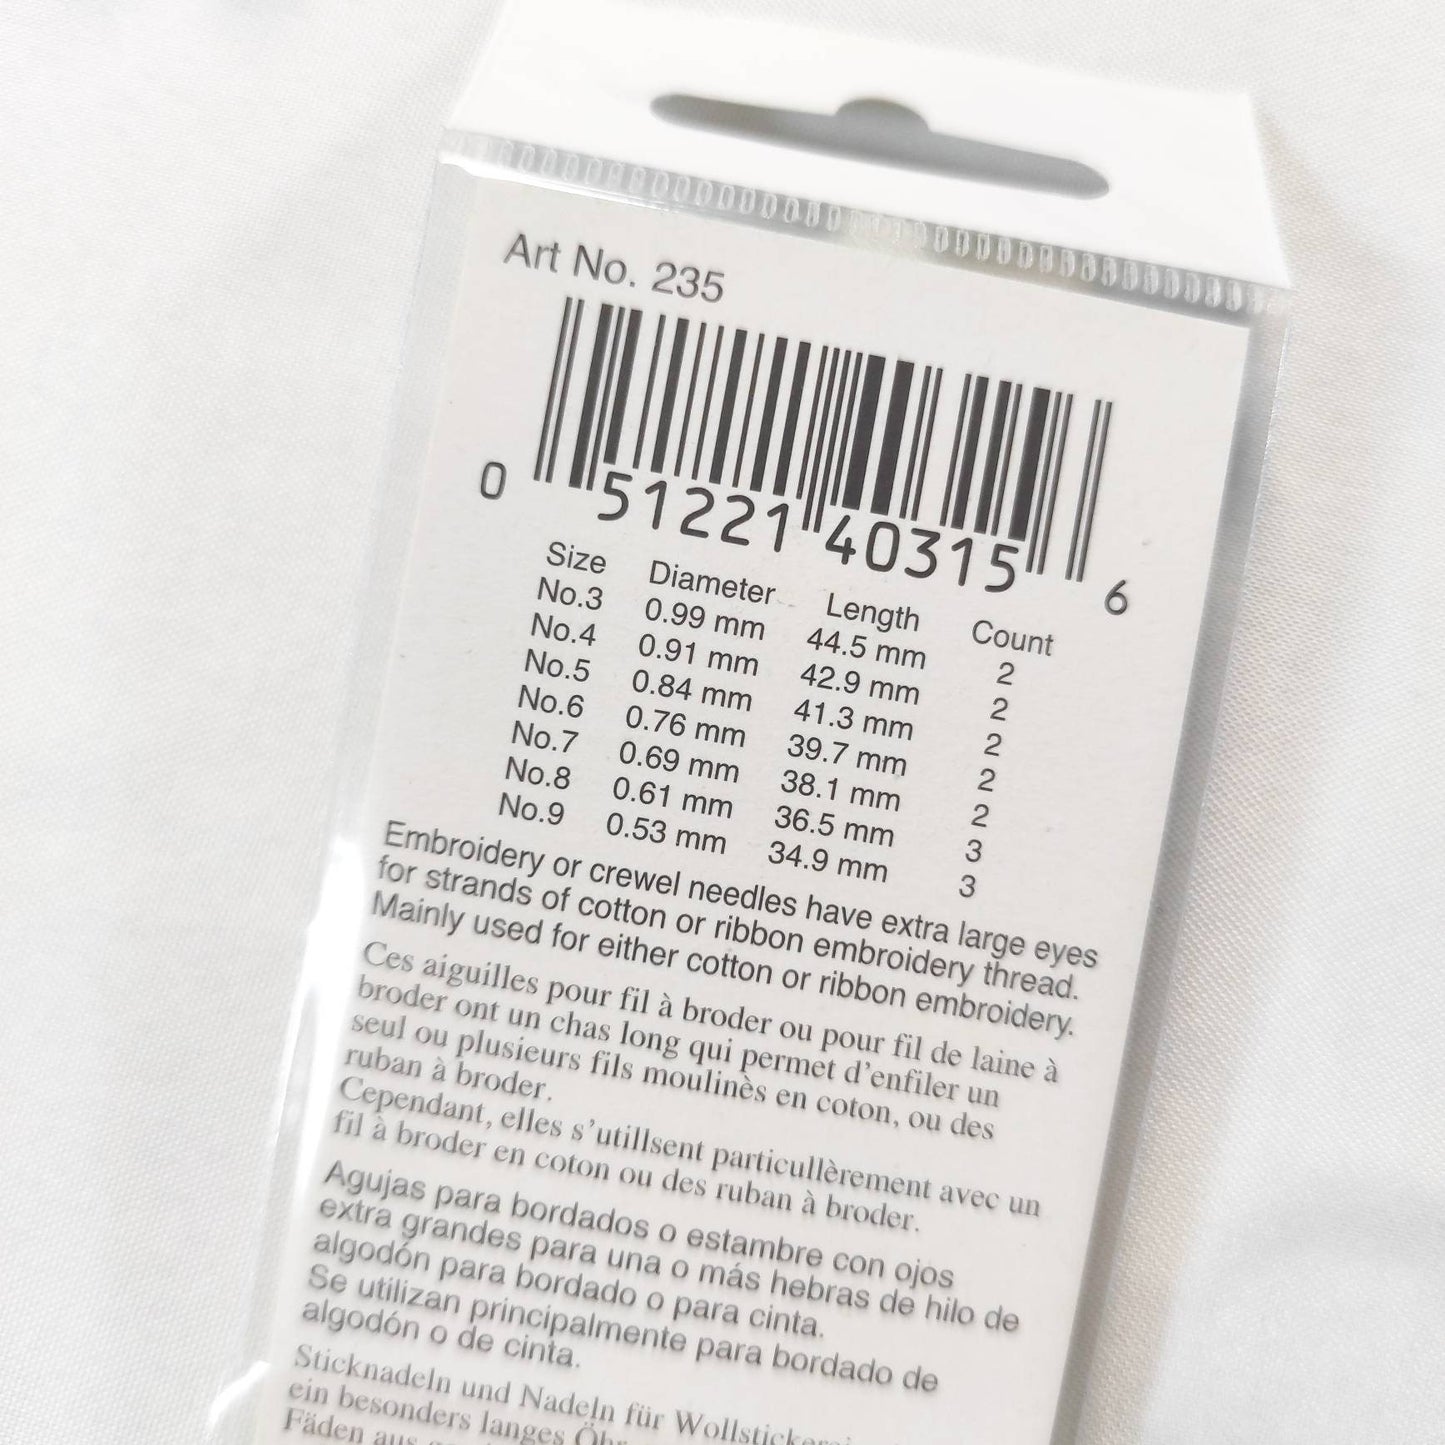 Art No. 235
0 51221 40315 6
Size Diameter Length Count
No.3 0.99 mm 44.5 mm 2
No.4 0.91 mm 42.9 mm 2
No.5 0.84 mm 41.3 mm 2
No.6 0.76 mm 39.7 mm 2
No.7 0.69 mm 38.1 mm 2
No.8 0.61 mm 36.5 mm 3
No.9 0.53 mm 34.9 mm 3
Embroidery or crewel needles have extra large eyes
for strands of cotton or ribbon embroidery thread.
Mainly used for either cotton or ribbon embroidery.
Ces aiguilles pour fil à broder ou pour fil de laine à
broder ont un chas long qui permet d’enfiler un
seul ou plusieurs fils moulinès en coton, ou des
ruban à broder.
Cependant, elles s’utillsent particullèrement avec un
fil à broder en coton ou des ruban à broder.
Agujas para bordados o estambre con ojos
extra grandes para una o más hebras de hilo de
algodón para bordado o para cinta.
Se utilizan principalmente para bordado de
algodón o de cinta.
Sticknadeln und Nadeln für
ein besonders langes
Fäden aus